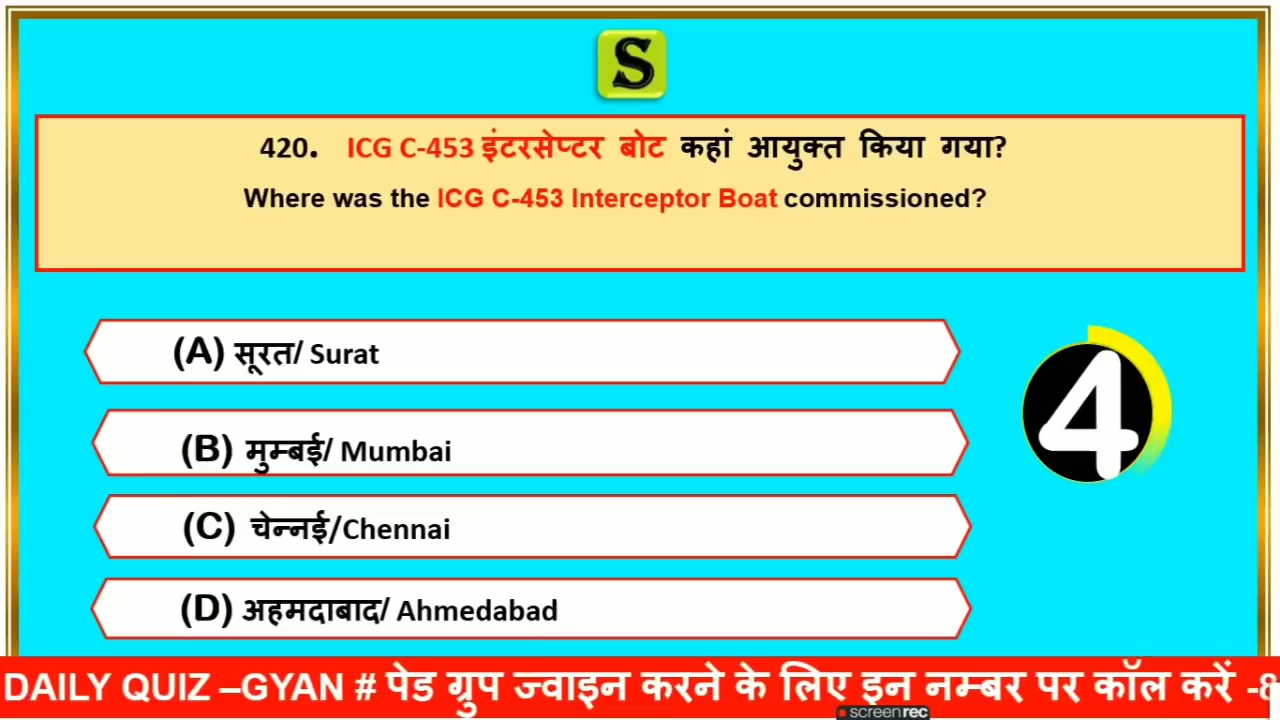 S
420. ICG C-453 इंटरसेप्टर बोट कहां आयुक्त किया गया?
Where was the ICG C-453 Interceptor Boat commissioned?
(A) सूरत/ Surat
4
(B) मुम्बई/ Mumbai
(C) चेन्नई/Chennai
(D) अहमदाबाद/ Ahmedabad
DAILY QUIZ –GYAN # पेड ग्रुप ज्वाइन करने के लिए इन नम्बर पर कॉल करें -8
screenrec